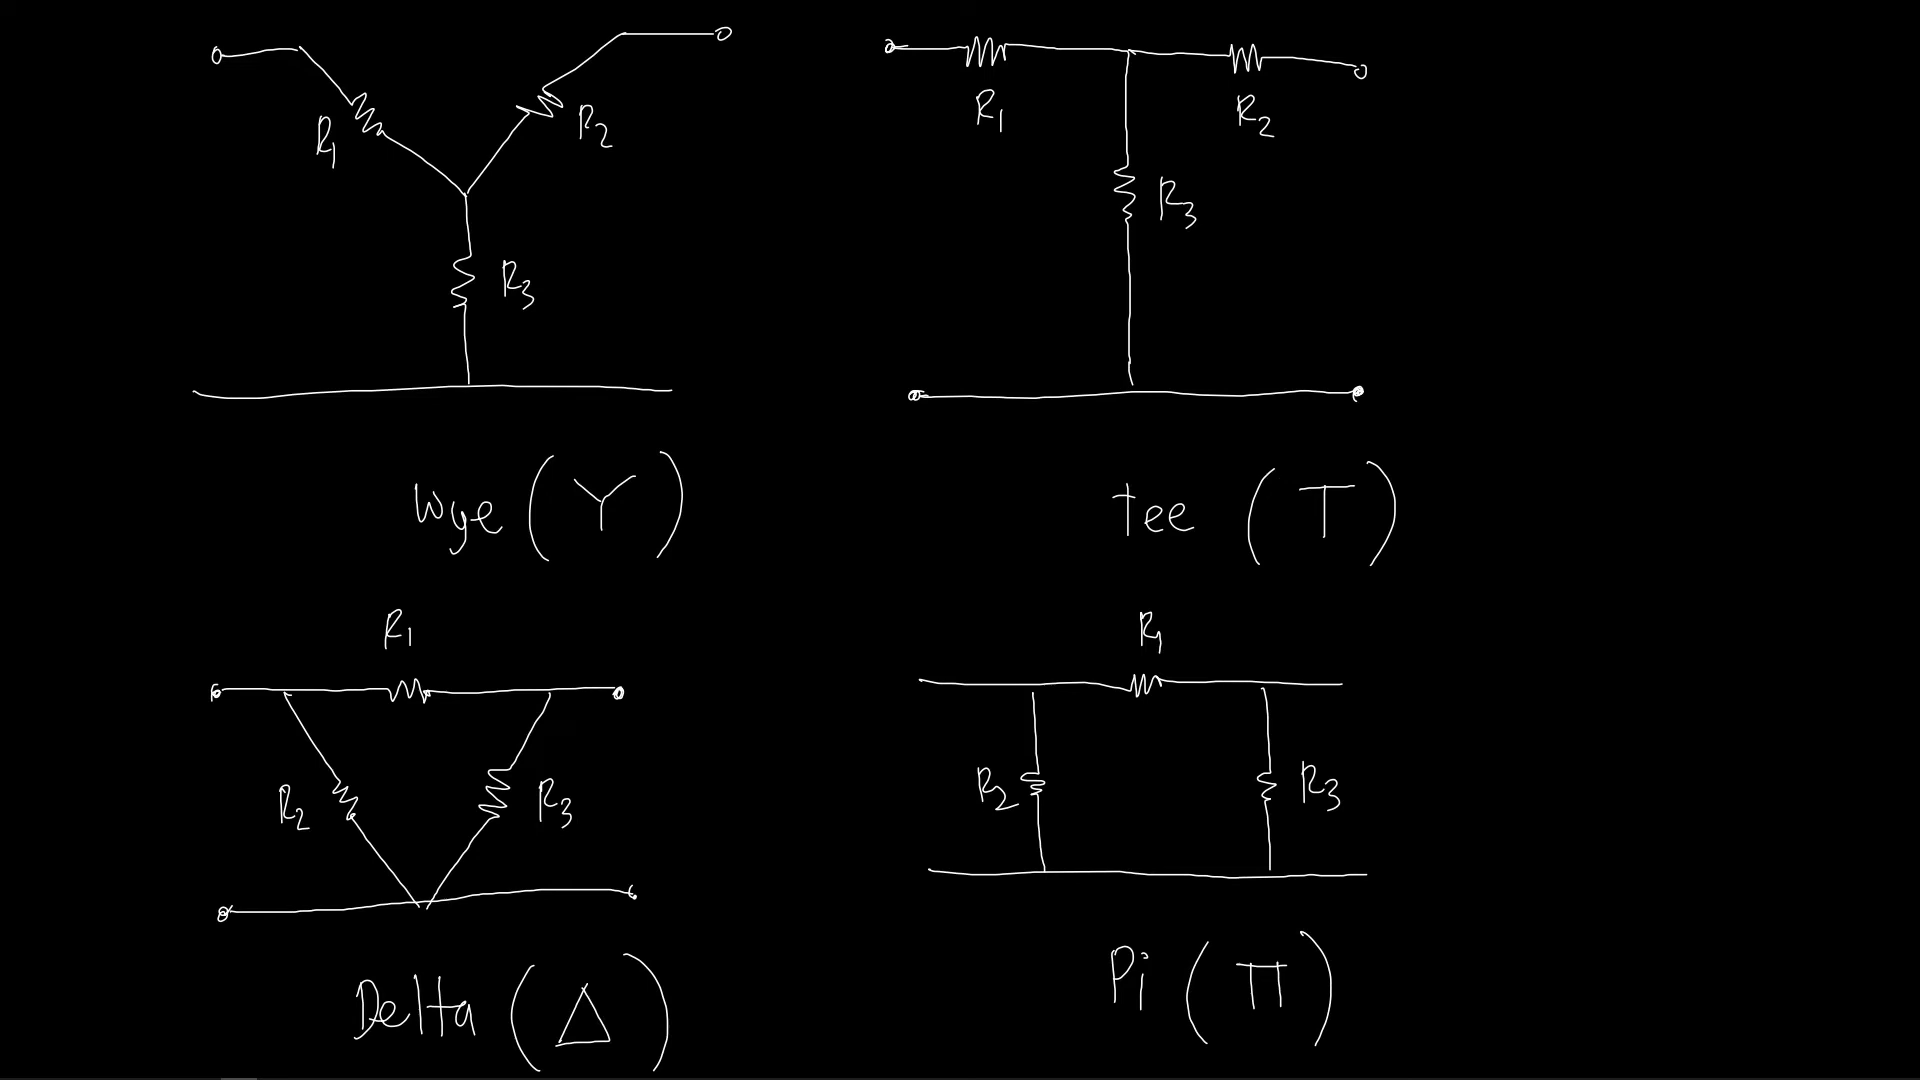 R1
R2
R3
Wye (Y)
R1
R2
R3
tee (T)
R1
R2
R3
Delta (Δ)
R1
R2
R3
Pi (Π)